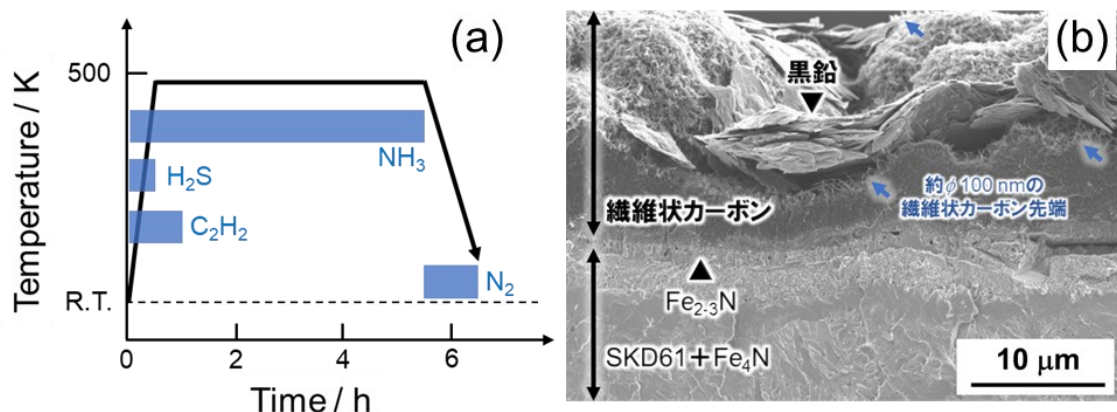 (a)
Temperature / K
500
R.T.
NH₃
H₂S
C₂H₂
N₂
0
2
4
6
Time / h
(b)
黒鉛
繊維状カーボン
約φ100 nmの
繊維状カーボン先端
Fe₂₋₃N
SKD61＋Fe₄N
10 μm